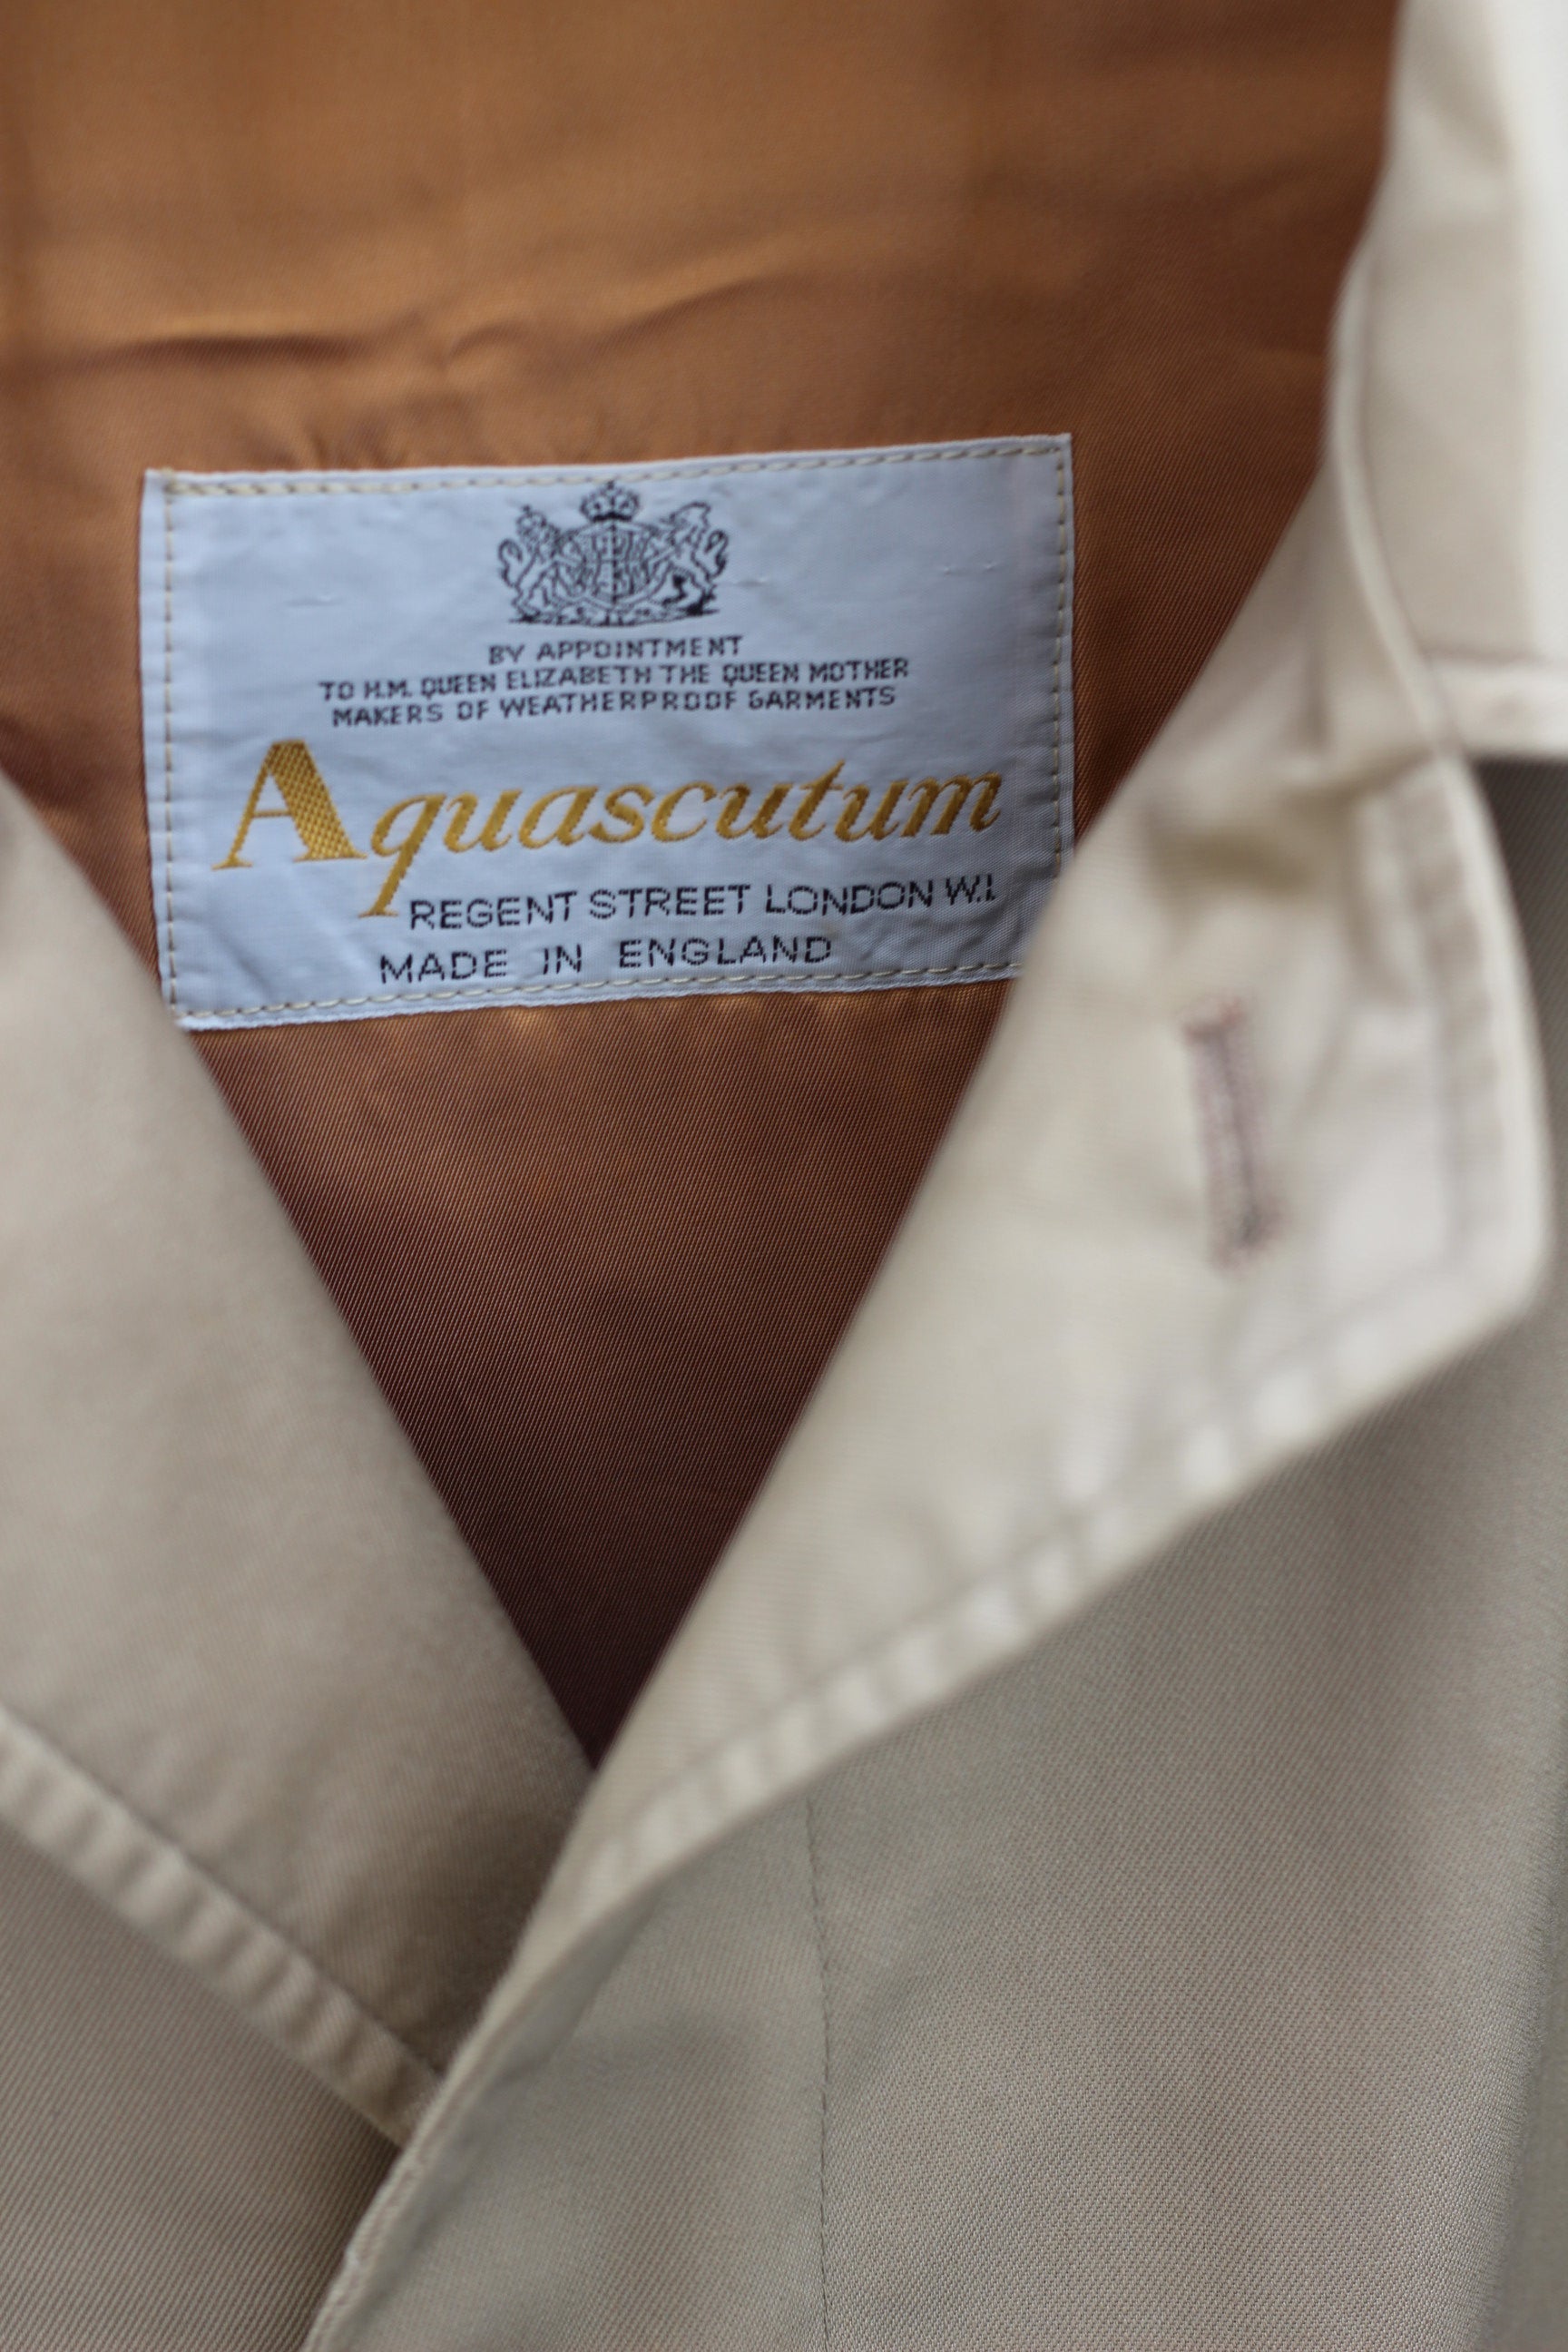 BY APPOINTMENT
TO H.M. QUEEN ELIZABETH THE QUEEN MOTHER
MAKERS OF WEATHERPROOF GARMENTS
Aquascutum
REGENT STREET LONDON W.1.
MADE IN ENGLAND